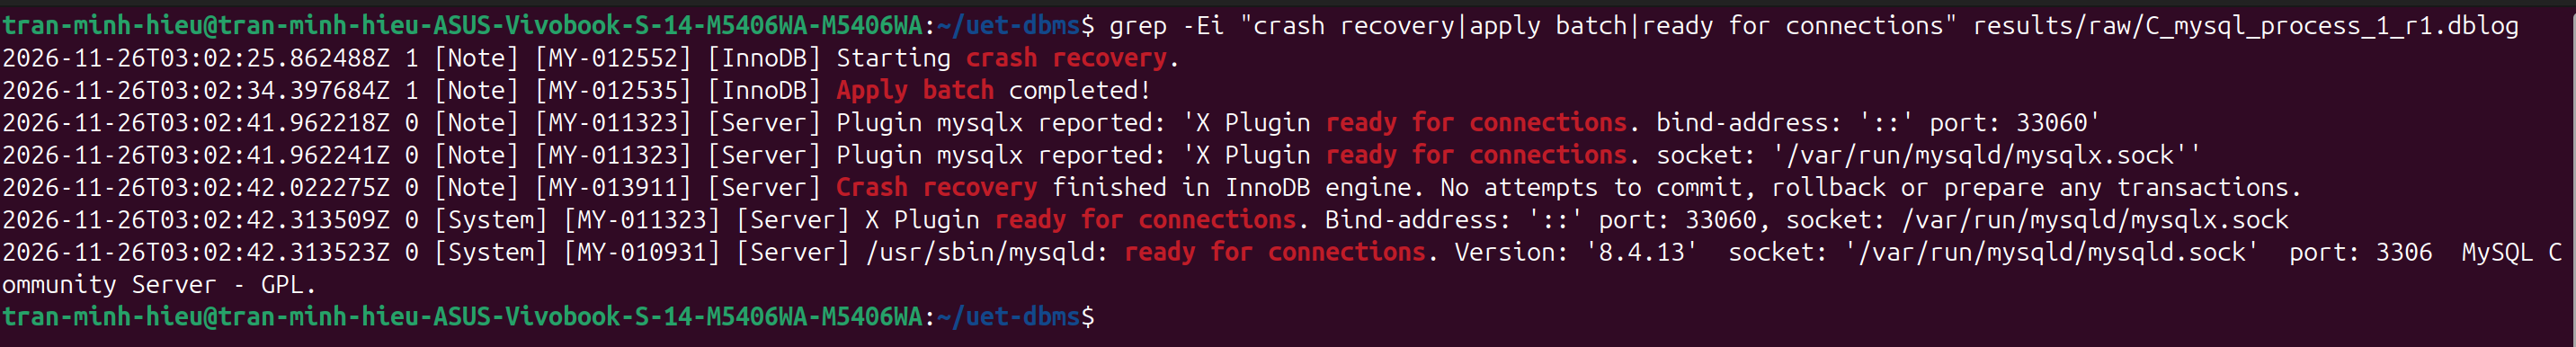 tran-minh-hieu@tran-minh-hieu-ASUS-Vivobook-S-14-M5406WA-M5406WA:~/uet-dbms$ grep -Ei "crash recovery|apply batch|ready for connections" results/raw/C_mysql_process_1_r1.dblog
2026-11-26T03:02:25.862488Z 1 [Note] [MY-012552] [InnoDB] Starting crash recovery.
2026-11-26T03:02:34.397684Z 1 [Note] [MY-012535] [InnoDB] Apply batch completed!
2026-11-26T03:02:41.962218Z 0 [Note] [MY-011323] [Server] Plugin mysqlx reported: 'X Plugin ready for connections. bind-address: '::' port: 33060'
2026-11-26T03:02:41.962241Z 0 [Note] [MY-011323] [Server] Plugin mysqlx reported: 'X Plugin ready for connections. socket: '/var/run/mysqld/mysqlx.sock''
2026-11-26T03:02:42.022275Z 0 [Note] [MY-013911] [Server] Crash recovery finished in InnoDB engine. No attempts to commit, rollback or prepare any transactions.
2026-11-26T03:02:42.313509Z 0 [System] [MY-011323] [Server] X Plugin ready for connections. Bind-address: '::' port: 33060, socket: /var/run/mysqld/mysqlx.sock
2026-11-26T03:02:42.313523Z 0 [System] [MY-010931] [Server] /usr/sbin/mysqld: ready for connections. Version: '8.4.13'  socket: '/var/run/mysqld/mysqld.sock'  port: 3306  MySQL C
ommunity Server - GPL.
tran-minh-hieu@tran-minh-hieu-ASUS-Vivobook-S-14-M5406WA-M5406WA:~/uet-dbms$